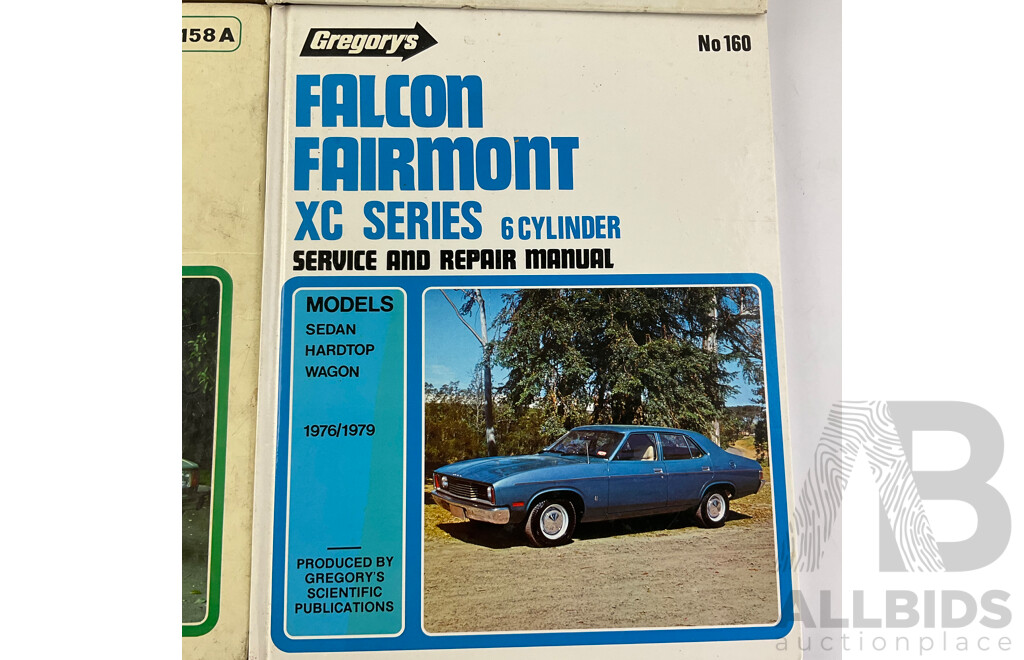 158A
Gregory's
No 160
FALCON
FAIRMONT
XC SERIES 6 CYLINDER
SERVICE AND REPAIR MANUAL
MODELS
SEDAN
HARDTOP
WAGON
1976/1979
PRODUCED BY
GREGORY'S
SCIENTIFIC
PUBLICATIONS
AB
ALLBIDS
auctionplace